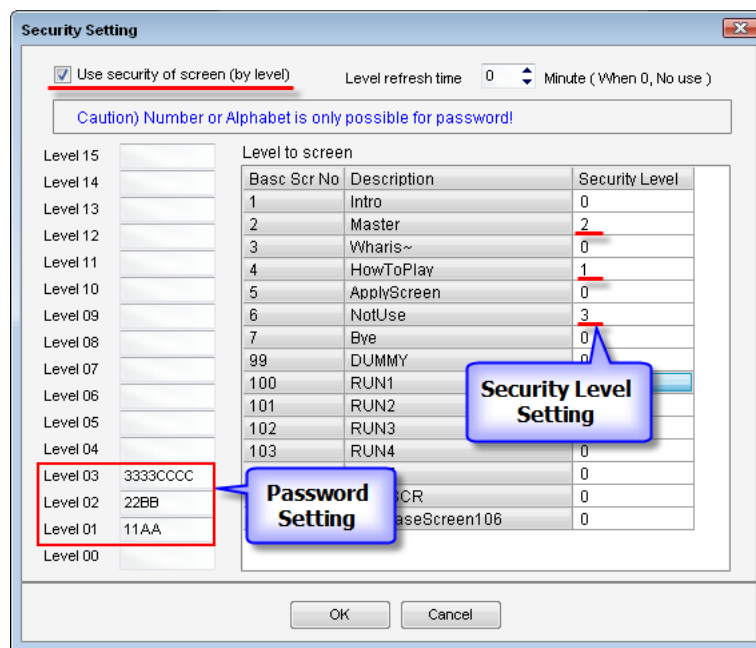 Security Setting
Use security of screen (by level) Level refresh time 0 Minute ( When 0, No use )
Caution) Number or Alphabet is only possible for password!
Level to screen
Level 15
Level 14
Level 13
Level 12
Level 11
Level 10
Level 09
Level 08
Level 07
Level 06
Level 05
Level 04
Level 03 3333CCCC
Level 02 22BB
Level 01 11AA
Level 00
Basc Scr No Description Security Level
1 Intro 0
2 Master 2
3 Wharis~ 0
4 HowToPlay 1
5 ApplyScreen 0
6 NotUse 3
7 Bye 0
99 DUMMY 0
100 RUN1
101 RUN2
102 RUN3
103 RUN4 0
0
CR 0
aseScreen106 0
Security Level
Setting
Password
Setting
OK Cancel